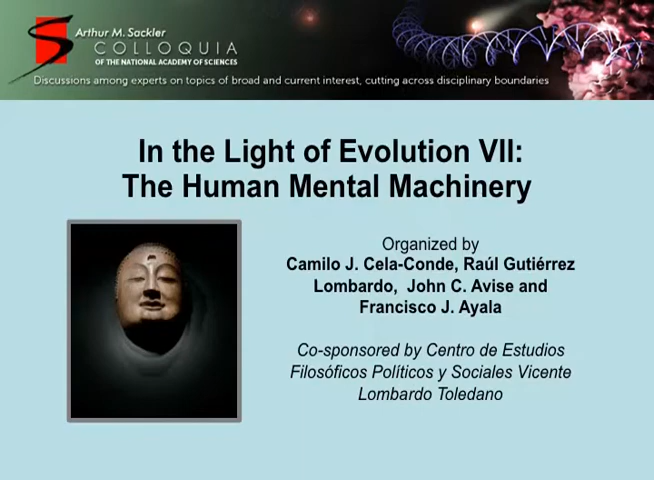 Arthur M. Sackler
COLLOQUIA
OF THE NATIONAL ACADEMY OF SCIENCES
Discussions among experts on topics of broad and current interest, cutting across disciplinary boundaries
In the Light of Evolution VII:
The Human Mental Machinery
Organized by
Camilo J. Cela-Conde, Raúl Gutiérrez
Lombardo, John C. Avise and
Francisco J. Ayala
Co-sponsored by Centro de Estudios
Filosóficos Políticos y Sociales Vicente
Lombardo Toledano